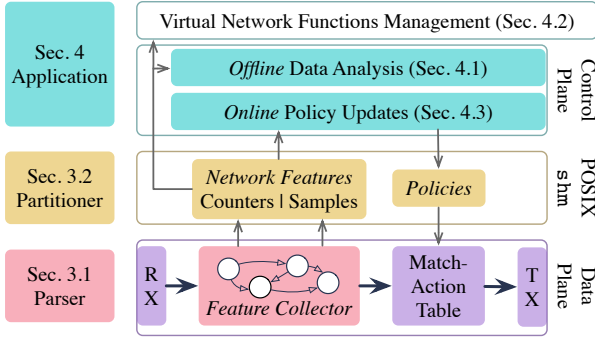 Sec. 4
Application
Virtual Network Functions Management (Sec. 4.2)
Offline Data Analysis (Sec. 4.1)
Online Policy Updates (Sec. 4.3)
Control
Plane
Sec. 3.2
Partitioner
Network Features
Counters | Samples
Policies
POSIX
shm
Sec. 3.1
Parser
R
X
Feature Collector
Match-
Action
Table
T
X
Data
Plane